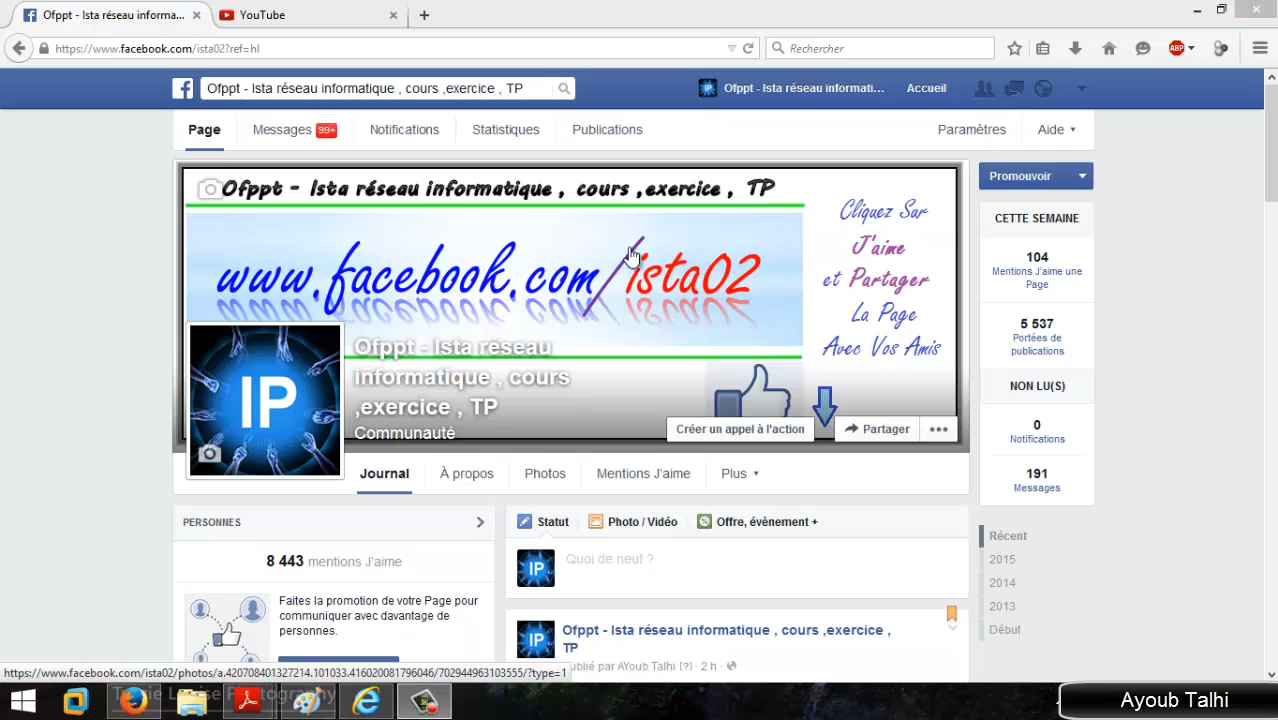 Ofppt - Ista réseau informa...
YouTube
https://www.facebook.com/ista02?ref=hl
Rechercher
ABP
Ofppt - Ista réseau informatique , cours ,exercice , TP
Ofppt - Ista réseau informati...
Accueil
Page
Messages 99+
Notifications
Statistiques
Publications
Paramètres
Aide
Ofppt - Ista réseau informatique , cours ,exercice , TP
www.facebook.com/ista02
Cliquez Sur
J'aime
et Partager
La Page
Avec Vos Amis
IP
Ofppt - Ista réseau
informatique , cours
,exercice , TP
Communauté
Créer un appel à l'action
Partager
Promouvoir
CETTE SEMAINE
104
Mentions J'aime une
Page
5 537
Portées de
publications
NON LU(S)
0
Notifications
191
Messages
Journal
À propos
Photos
Mentions J'aime
Plus
PERSONNES
8 443 mentions J'aime
Faites la promotion de votre Page pour
communiquer avec davantage de
personnes.
Statut
Photo / Vidéo
Offre, évènement +
IP
Quoi de neuf ?
IP
Ofppt - Ista réseau informatique , cours ,exercice ,
TP
Publié par AYoub Talhi [?] · 2 h ·
Récent
2015
2014
2013
Début
https://www.facebook.com/ista02/photos/a.420708401327214.101033.416020081796046/702944963103555/?type=1
Ayoub Talhi